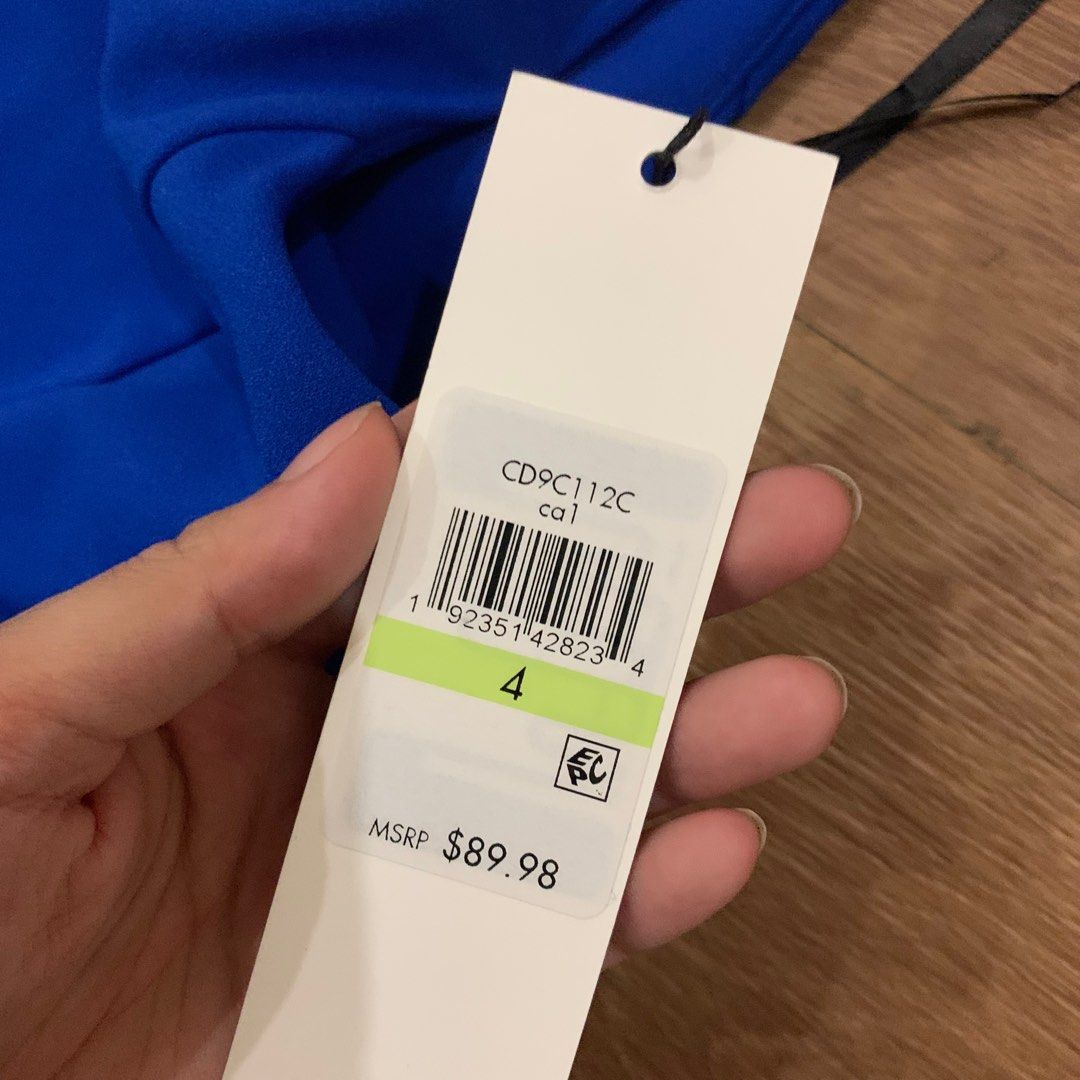 CD9C112C
ca1
1 92351 42823 4
4
EPC
MSRP $89.98